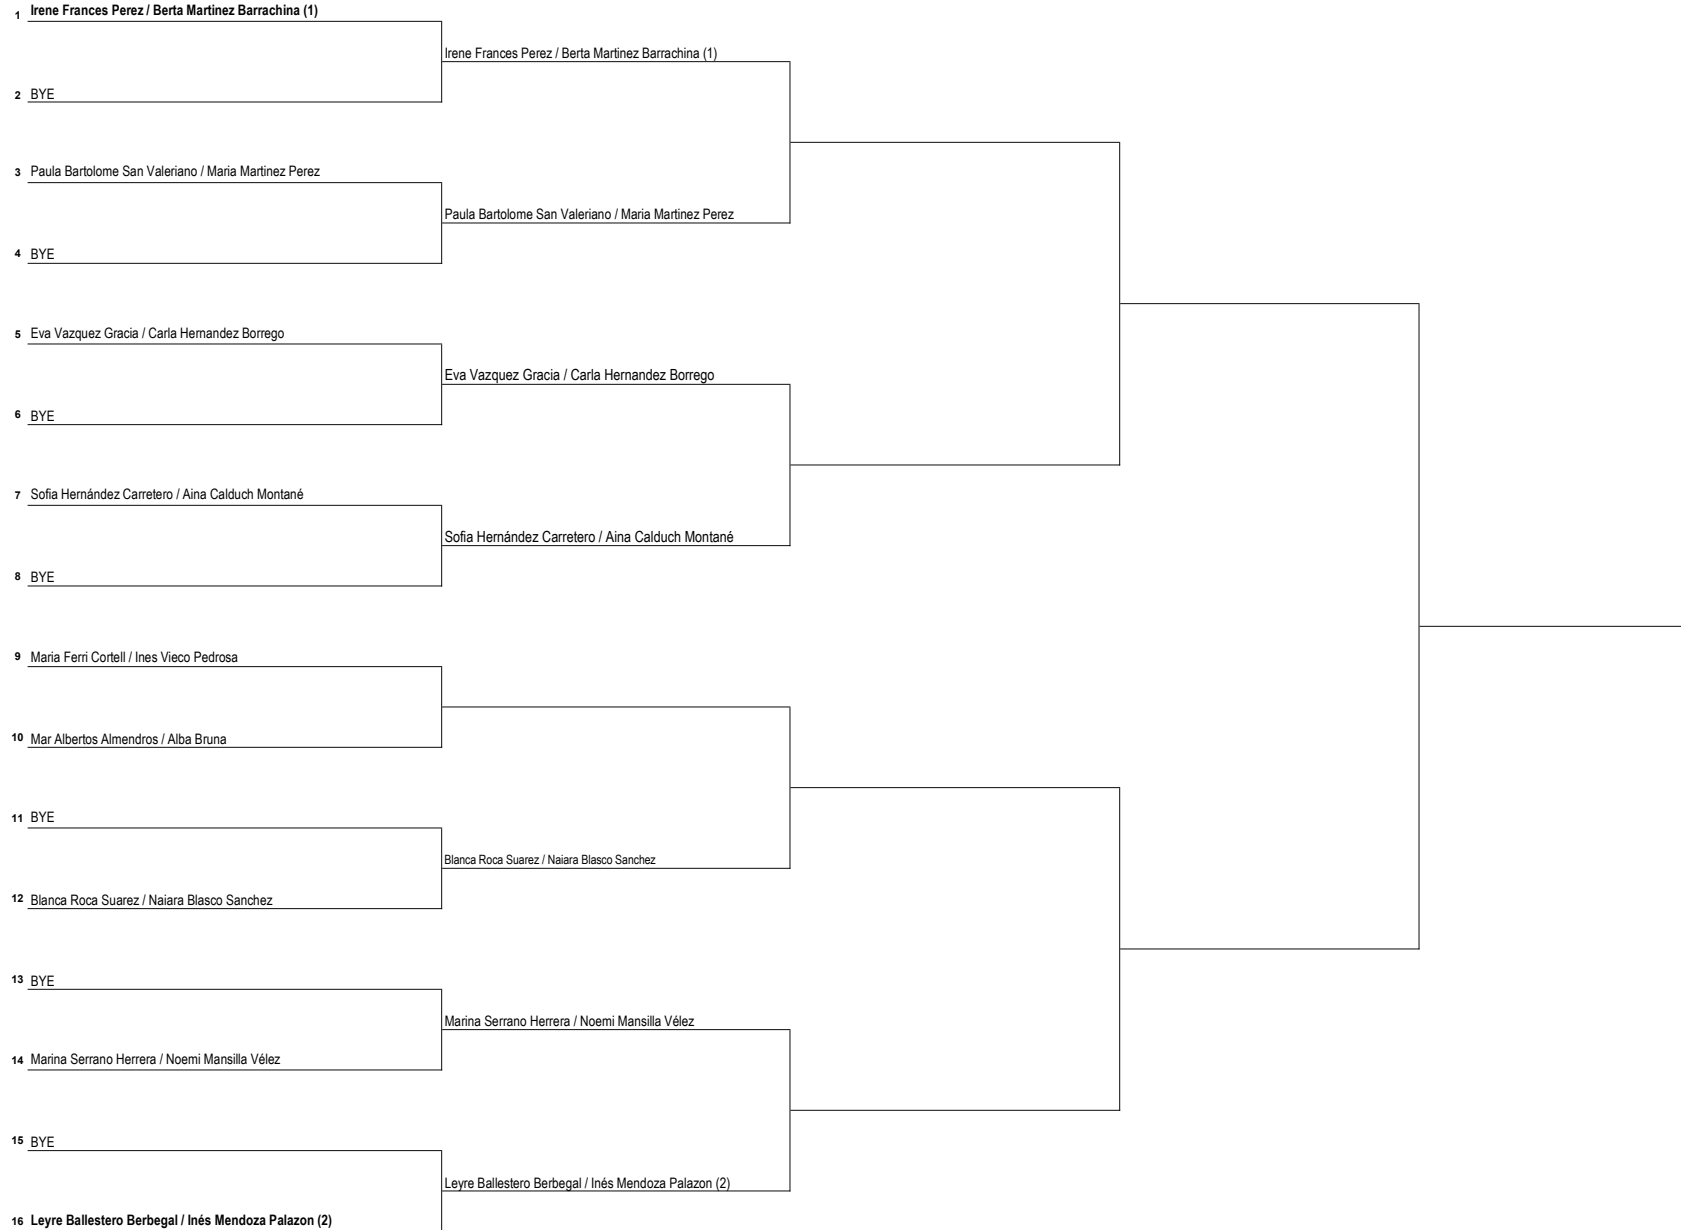 1 Irene Frances Perez / Berta Martinez Barrachina (1)
Irene Frances Perez / Berta Martinez Barrachina (1)
2 BYE
3 Paula Bartolome San Valeriano / Maria Martinez Perez
Paula Bartolome San Valeriano / Maria Martinez Perez
4 BYE
5 Eva Vazquez Gracia / Carla Hernandez Borrego
Eva Vazquez Gracia / Carla Hernandez Borrego
6 BYE
7 Sofia Hernández Carretero / Aina Calduch Montané
Sofia Hernández Carretero / Aina Calduch Montané
8 BYE
9 Maria Ferri Cortell / Ines Vieco Pedrosa
10 Mar Albertos Almendros / Alba Bruna
11 BYE
Blanca Roca Suarez / Naiara Blasco Sanchez
12 Blanca Roca Suarez / Naiara Blasco Sanchez
13 BYE
Marina Serrano Herrera / Noemi Mansilla Vélez
14 Marina Serrano Herrera / Noemi Mansilla Vélez
15 BYE
Leyre Ballestero Berbegal / Inés Mendoza Palazon (2)
16 Leyre Ballestero Berbegal / Inés Mendoza Palazon (2)